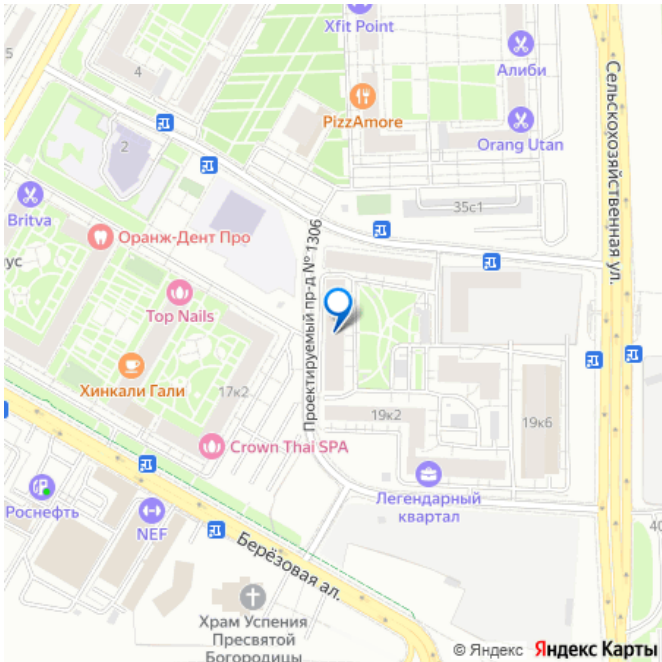 Xfit Point
4
Алиби
PizzAmore
Сельскохозяйственная ул.
2
Orang Utan
Britva
35с1
Оранж-Дент Про
ус
Проектируемый пр-д № 1306
Top Nails
Хинкали Гали
17к2
19к2
19к6
Crown Thai SPA
Легендарный
квартал
Роснефть
NEF
40
Берёзовая ал.
Храм Успения
Пресвятой
Богородицы
© Яндекс Яндекс Карты